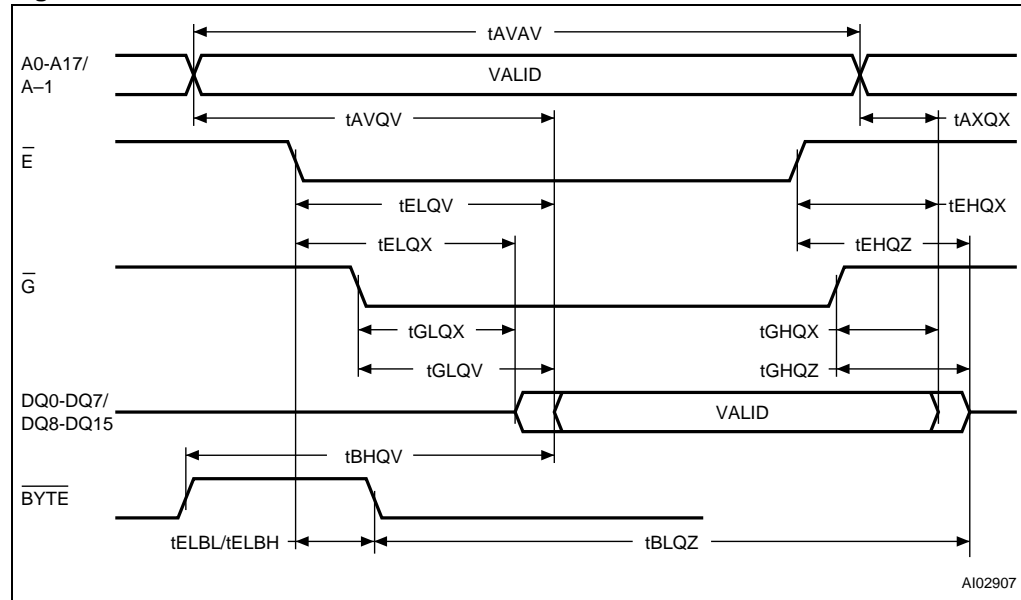 tAVAV
A0-A17/
A–1
VALID
tAVQV
tAXQX
E
tELQV
tEHQX
tELQX
tEHQZ
G
tGLQX
tGHQX
tGLQV
tGHQZ
DQ0-DQ7/
DQ8-DQ15
VALID
tBHQV
BYTE
tELBL/tELBH
tBLQZ
AI02907